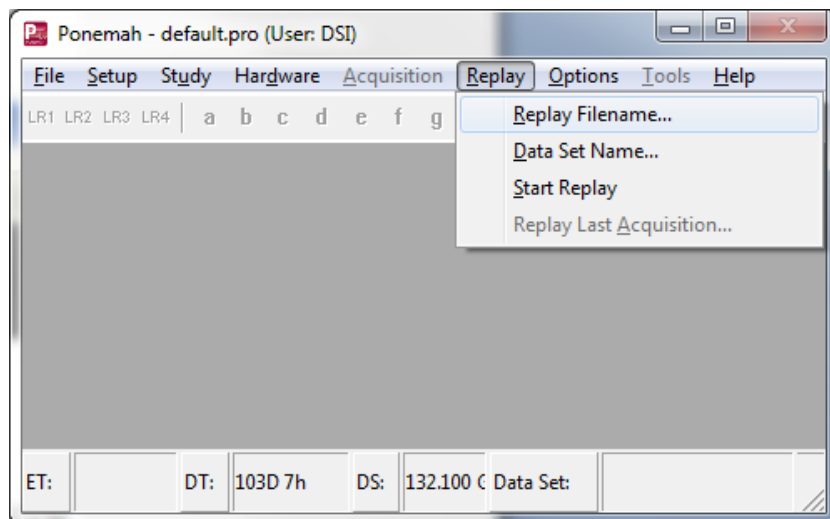 Ponemah - default.pro (User: DSI)
File Setup Study Hardware Acquisition Replay Options Tools Help
LR1 LR2 LR3 LR4 a b c d e f g
Replay Filename...
Data Set Name...
Start Replay
Replay Last Acquisition...
ET: DT: 103D 7h DS: 132.100 Data Set: